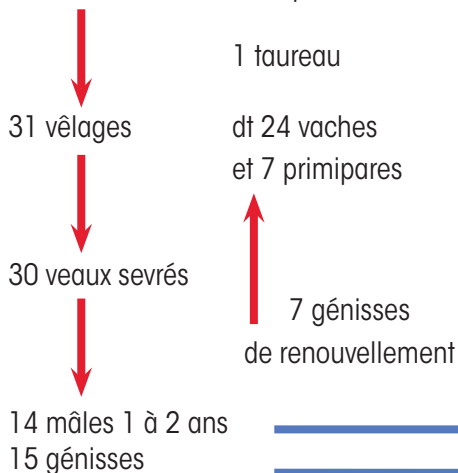 1 taureau
31 vêlages
dt 24 vaches
et 7 primipares
30 veaux sevrés
7 génisses
de renouvellement
14 mâles 1 à 2 ans
15 génisses